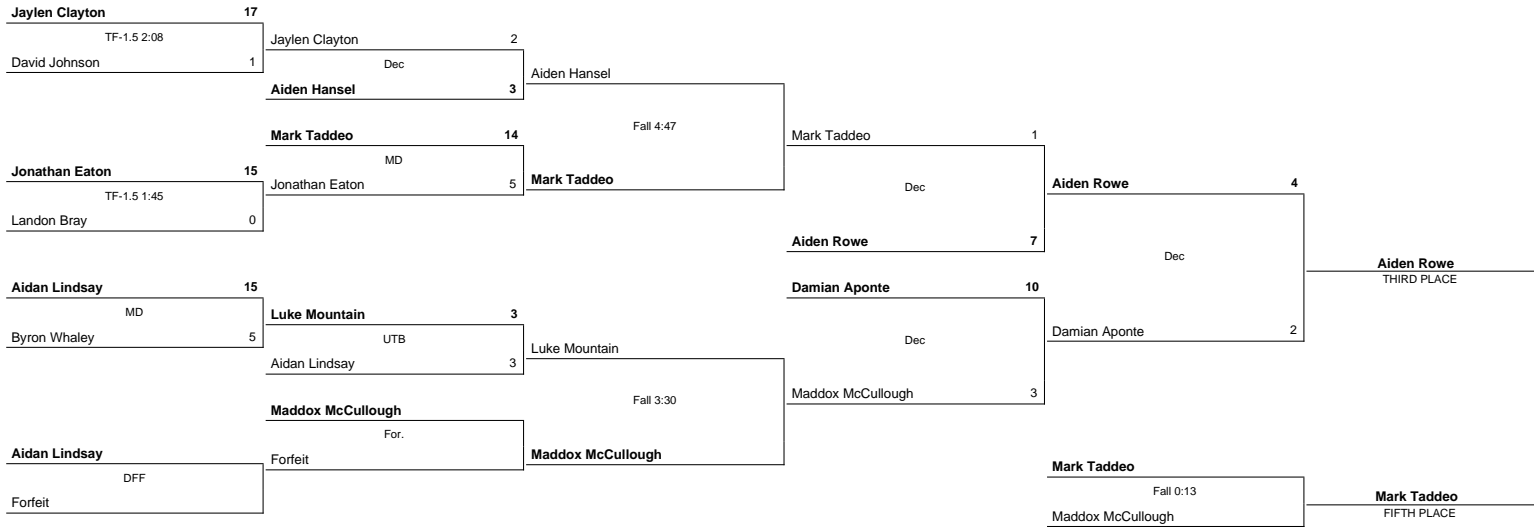 Jaylen Clayton 17
TF-1.5 2:08
David Johnson 1
Jonathan Eaton 15
TF-1.5 1:45
Landon Bray 0
Aidan Lindsay 15
MD
Byron Whaley 5
Aidan Lindsay
DFF
Forfeit
Jaylen Clayton 2
Dec
Aiden Hansel 3
Mark Taddeo 14
MD
Jonathan Eaton 5
Luke Mountain 3
UTB
Aidan Lindsay 3
Maddox McCullough
For.
Forfeit
Aiden Hansel
Fall 4:47
Mark Taddeo
Luke Mountain
Fall 3:30
Maddox McCullough
Mark Taddeo 1
Dec
Aiden Rowe 7
Damian Aponte 10
Dec
Maddox McCullough 3
Aiden Rowe 4
Dec
Damian Aponte 2
Mark Taddeo
Fall 0:13
Maddox McCullough
Aiden Rowe
THIRD PLACE
Mark Taddeo
FIFTH PLACE